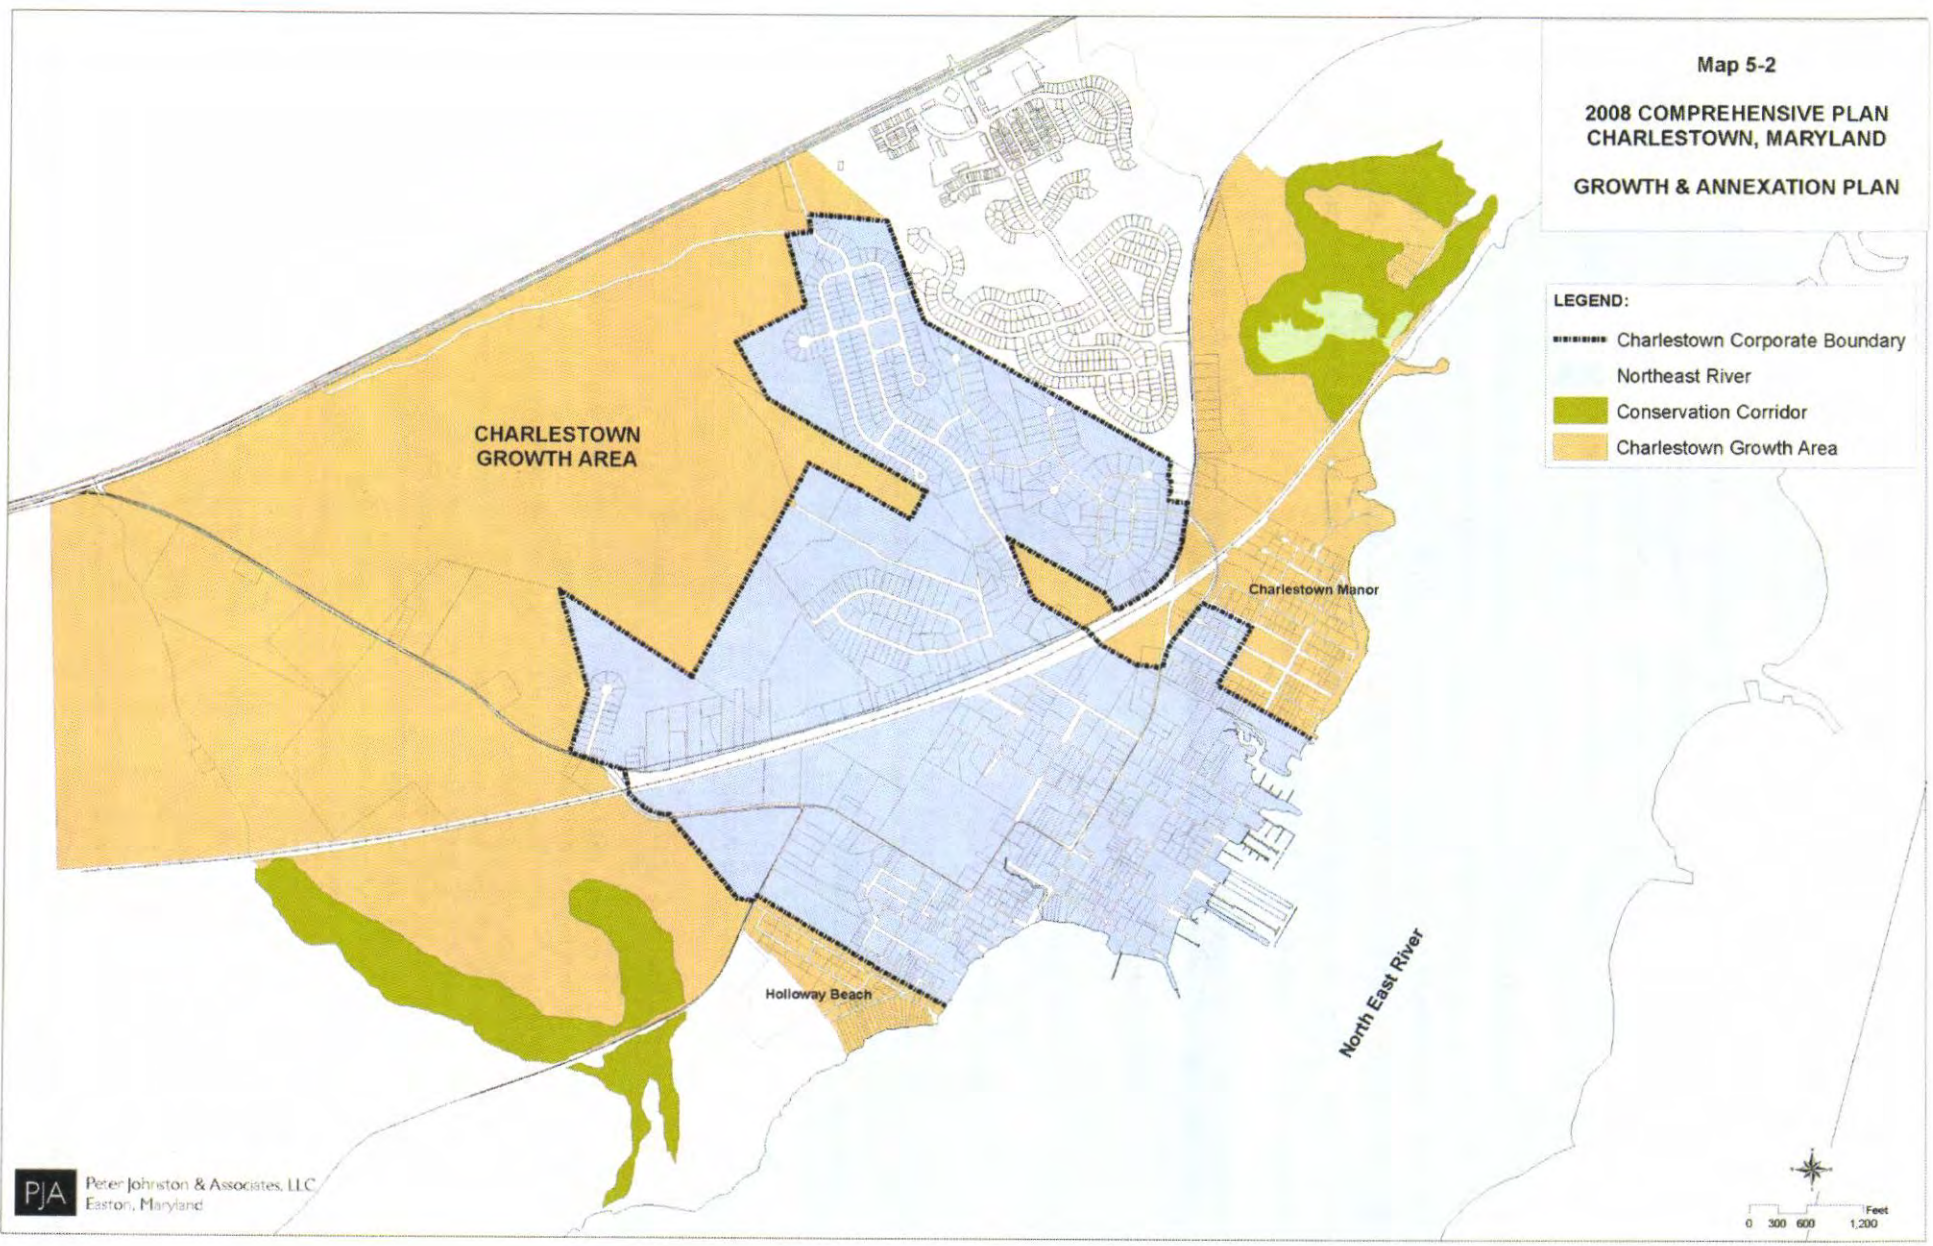 Map 5-2
2008 COMPREHENSIVE PLAN
CHARLESTOWN, MARYLAND
GROWTH & ANNEXATION PLAN
LEGEND:
Charlestown Corporate Boundary
Northeast River
Conservation Corridor
Charlestown Growth Area
CHARLESTOWN
GROWTH AREA
Charlestown Manor
Holloway Beach
North East River
PJA
Peter Johnston & Associates, LLC
Easton, Maryland
Feet
0 300 600 1,200